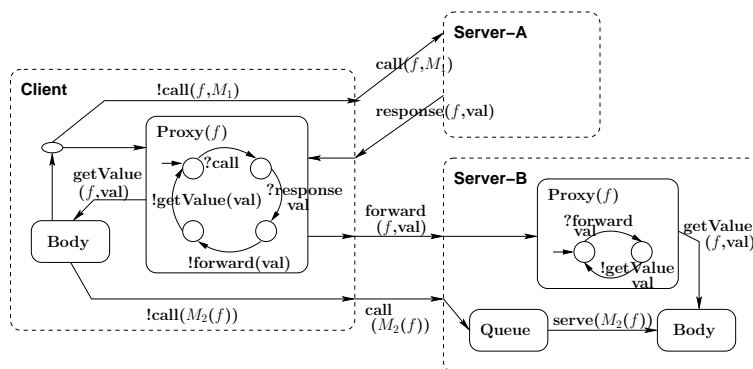 Server–A
call(f,M₁)
Client
!call(f,M₁)
response(f,val)
Proxy(f)
?call
getValue
(f,val)
?response
val
!getValue(val)
!forward(val)
Body
forward
(f,val)
Server–B
Proxy(f)
?forward
val
!getValue
val
getValue
(f,val)
!call(M₂(f))
call
(M₂(f))
Queue
serve(M₂(f))
Body